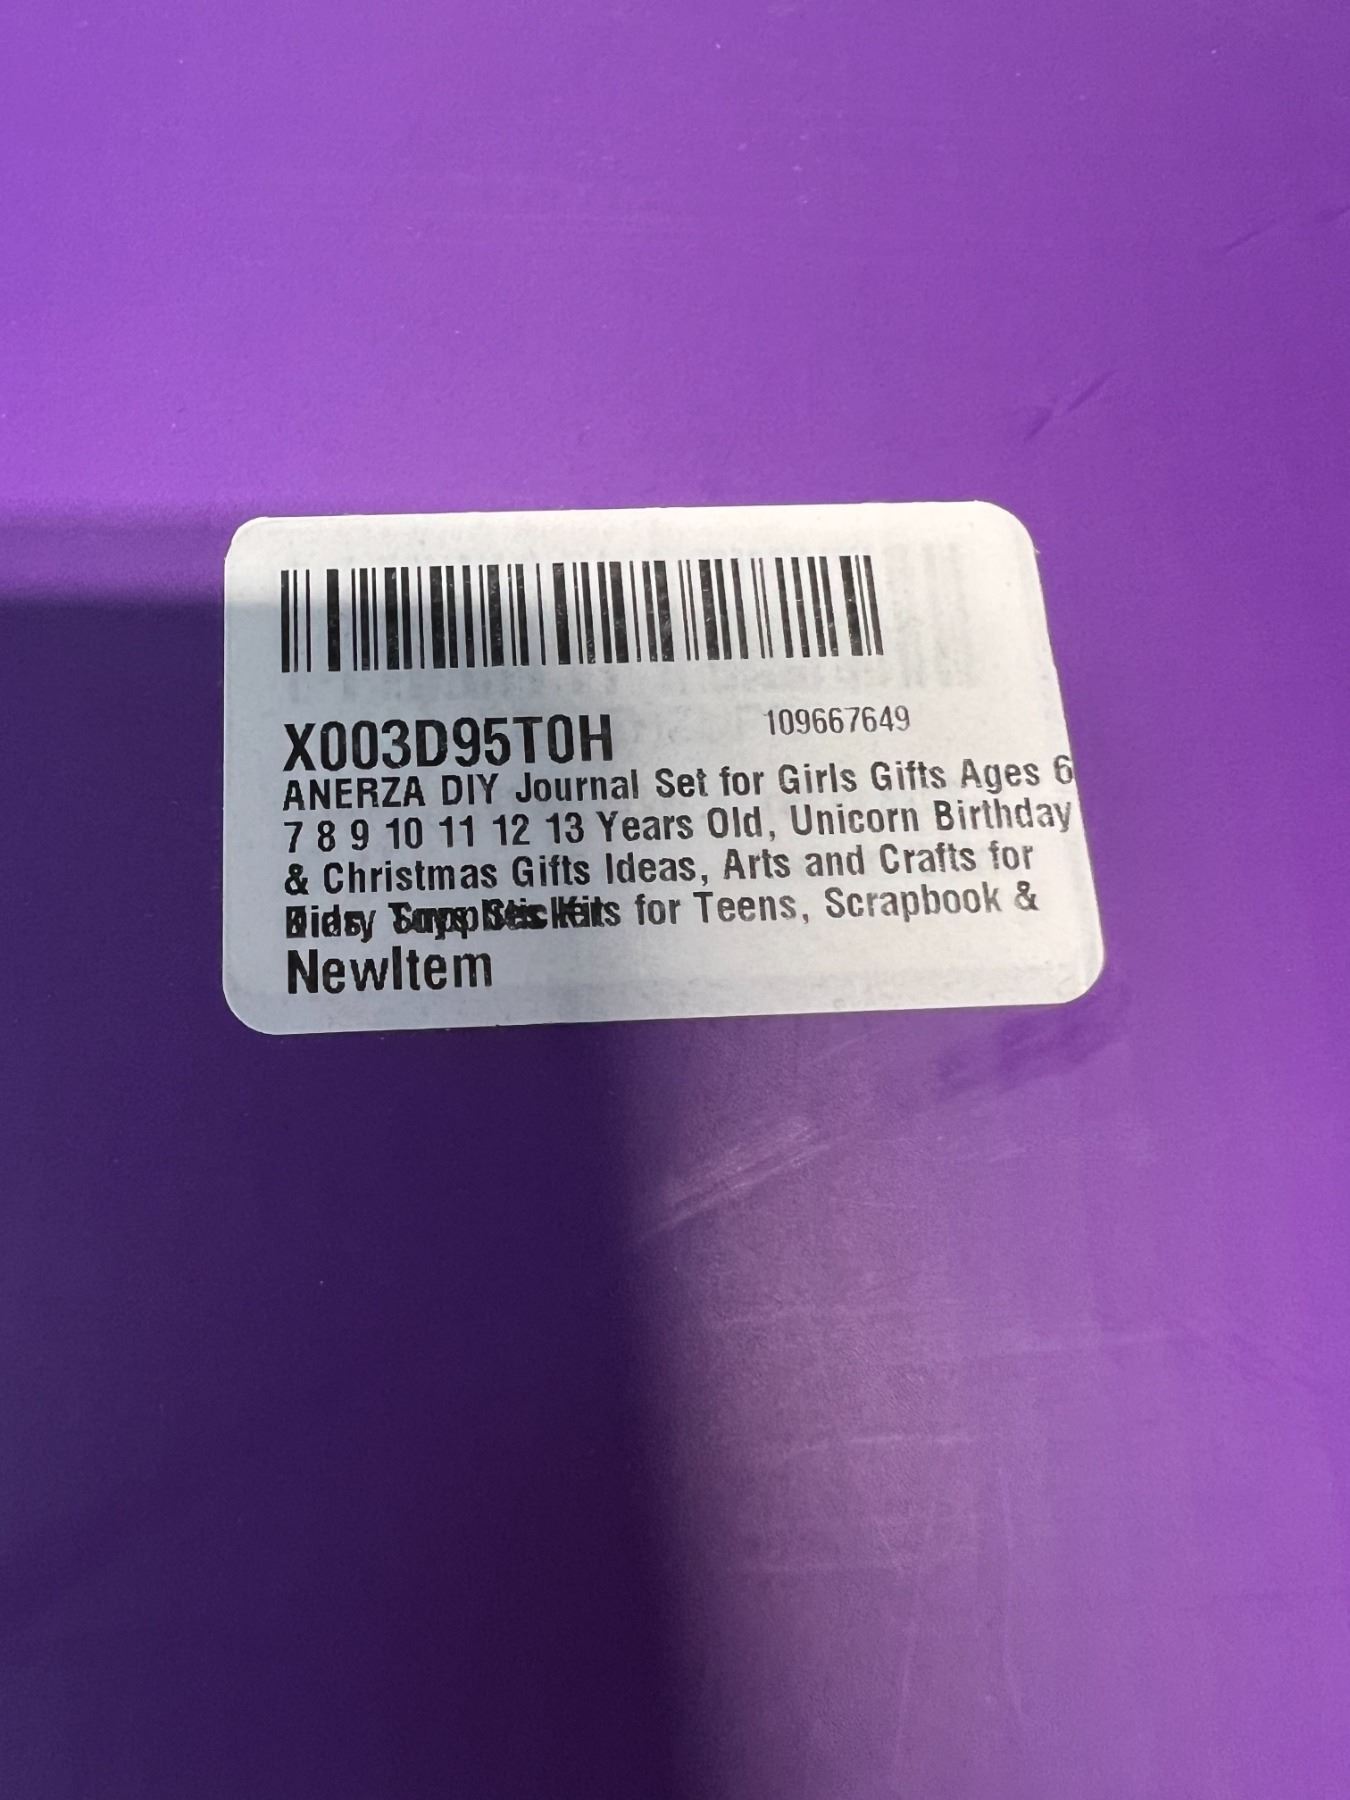 X003D95T0H
109667649
ANERZA DIY Journal Set for Girls Gifts Ages 6
7 8 9 10 11 12 13 Years Old, Unicorn Birthday
& Christmas Gifts Ideas, Arts and Crafts for
for Teens, Scrapbook &
NewItem